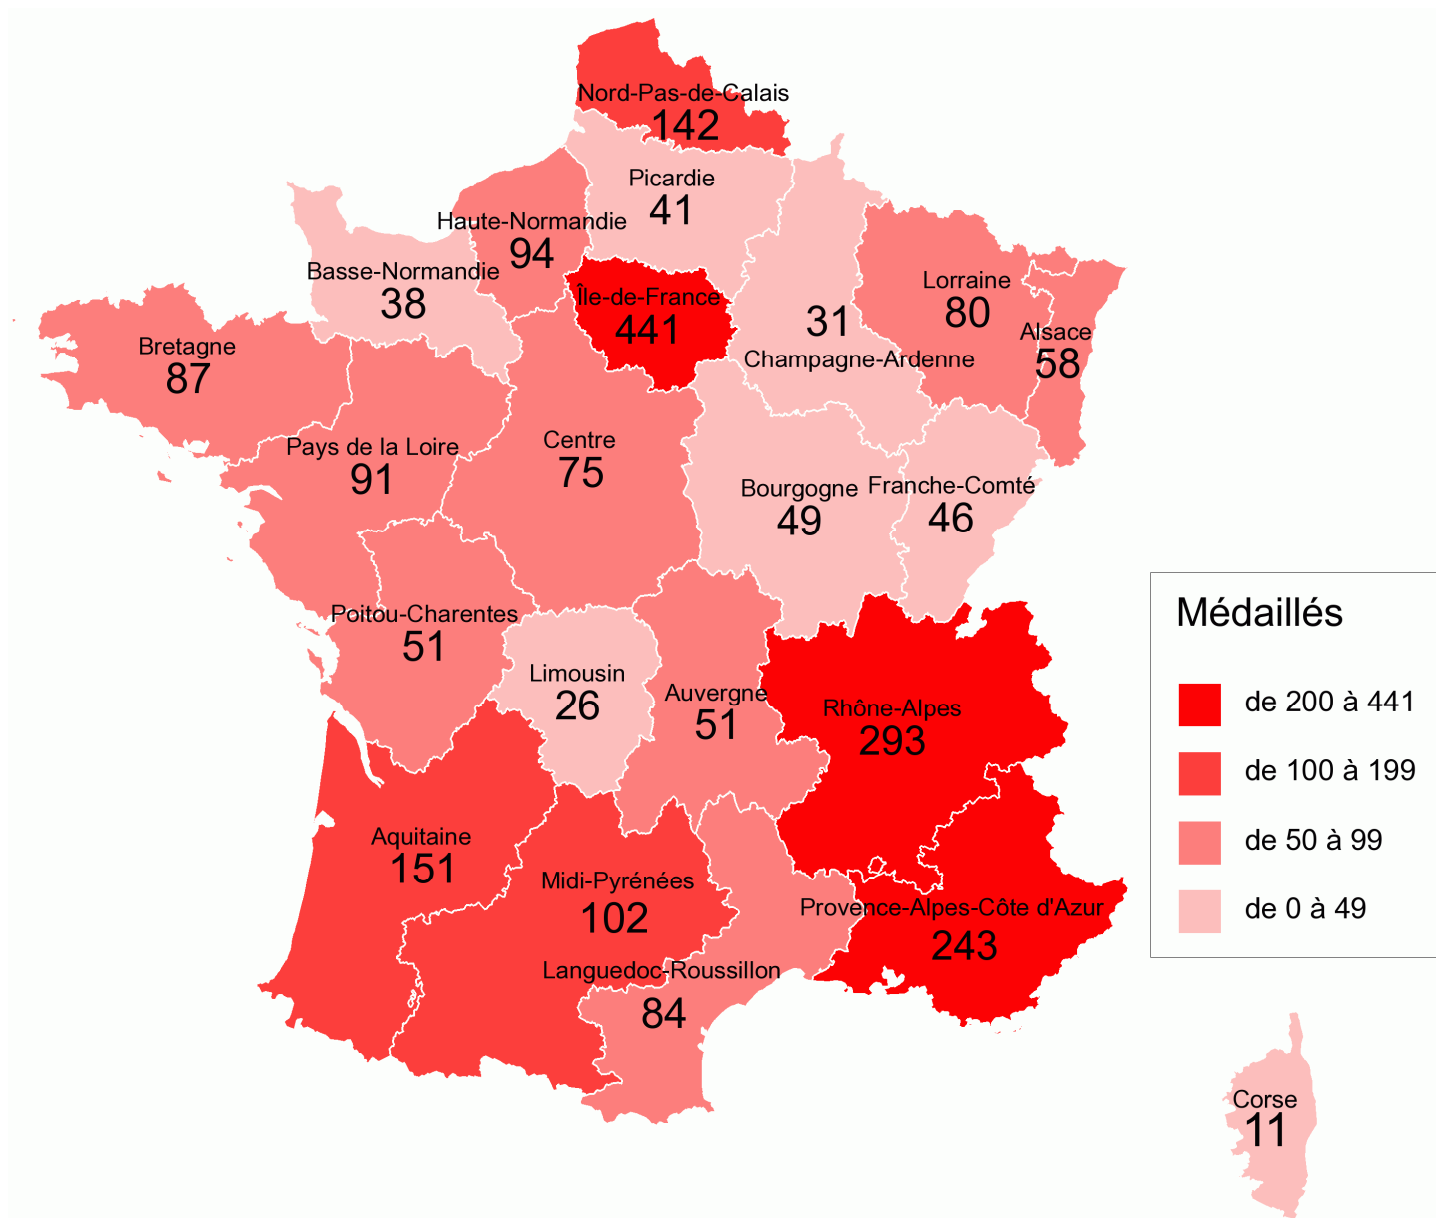 Nord-Pas-de-Calais
142
Picardie
41
Haute-Normandie
94
Basse-Normandie
38
Île-de-France
441
31
Champagne-Ardenne
Lorraine
80
Alsace
58
Bretagne
87
Pays de la Loire
91
Centre
75
Bourgogne
49
Franche-Comté
46
Poitou-Charentes
51
Limousin
26
Auvergne
51
Rhône-Alpes
293
Aquitaine
151
Midi-Pyrénées
102
Provence-Alpes-Côte d'Azur
243
Languedoc-Roussillon
84
Corse
11
Médaillés
de 200 à 441
de 100 à 199
de 50 à 99
de 0 à 49